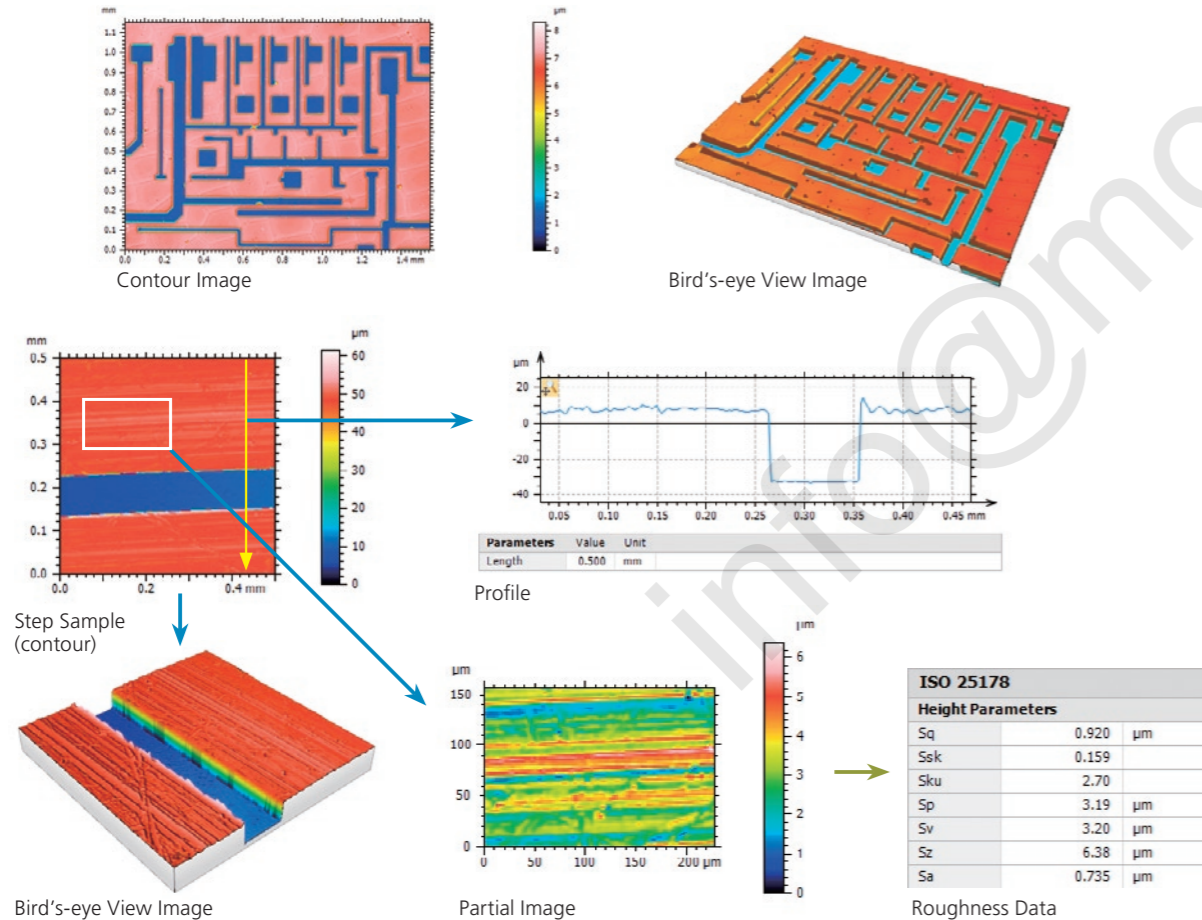 mm
1.1
1.0
0.9
0.8
0.7
0.6
0.5
0.4
0.3
0.2
0.1
0.0
0.0 0.2 0.4 0.6 0.8 1.0 1.2 1.4 mm
µm
8
7
6
5
4
3
2
1
0
Contour Image
Bird's-eye View Image
mm
0.5
0.4
0.3
0.2
0.1
0.0
0.0 0.2 0.4 mm
µm
60
50
40
30
20
10
0
Step Sample
(contour)
µm
20
0
-20
-40
0.05 0.10 0.15 0.20 0.25 0.30 0.35 0.40 0.45 mm
Parameters Value Unit
Length 0.500 mm
Profile
Bird's-eye View Image
µm
150
100
50
0
0 50 100 150 200 µm
µm
6
5
4
3
2
1
0
Partial Image
ISO 25178
Height Parameters
Sq 0.920 µm
Ssk 0.159
Sku 2.70
Sp 3.19 µm
Sv 3.20 µm
Sz 6.38 µm
Sa 0.735 µm
Roughness Data
info@mo